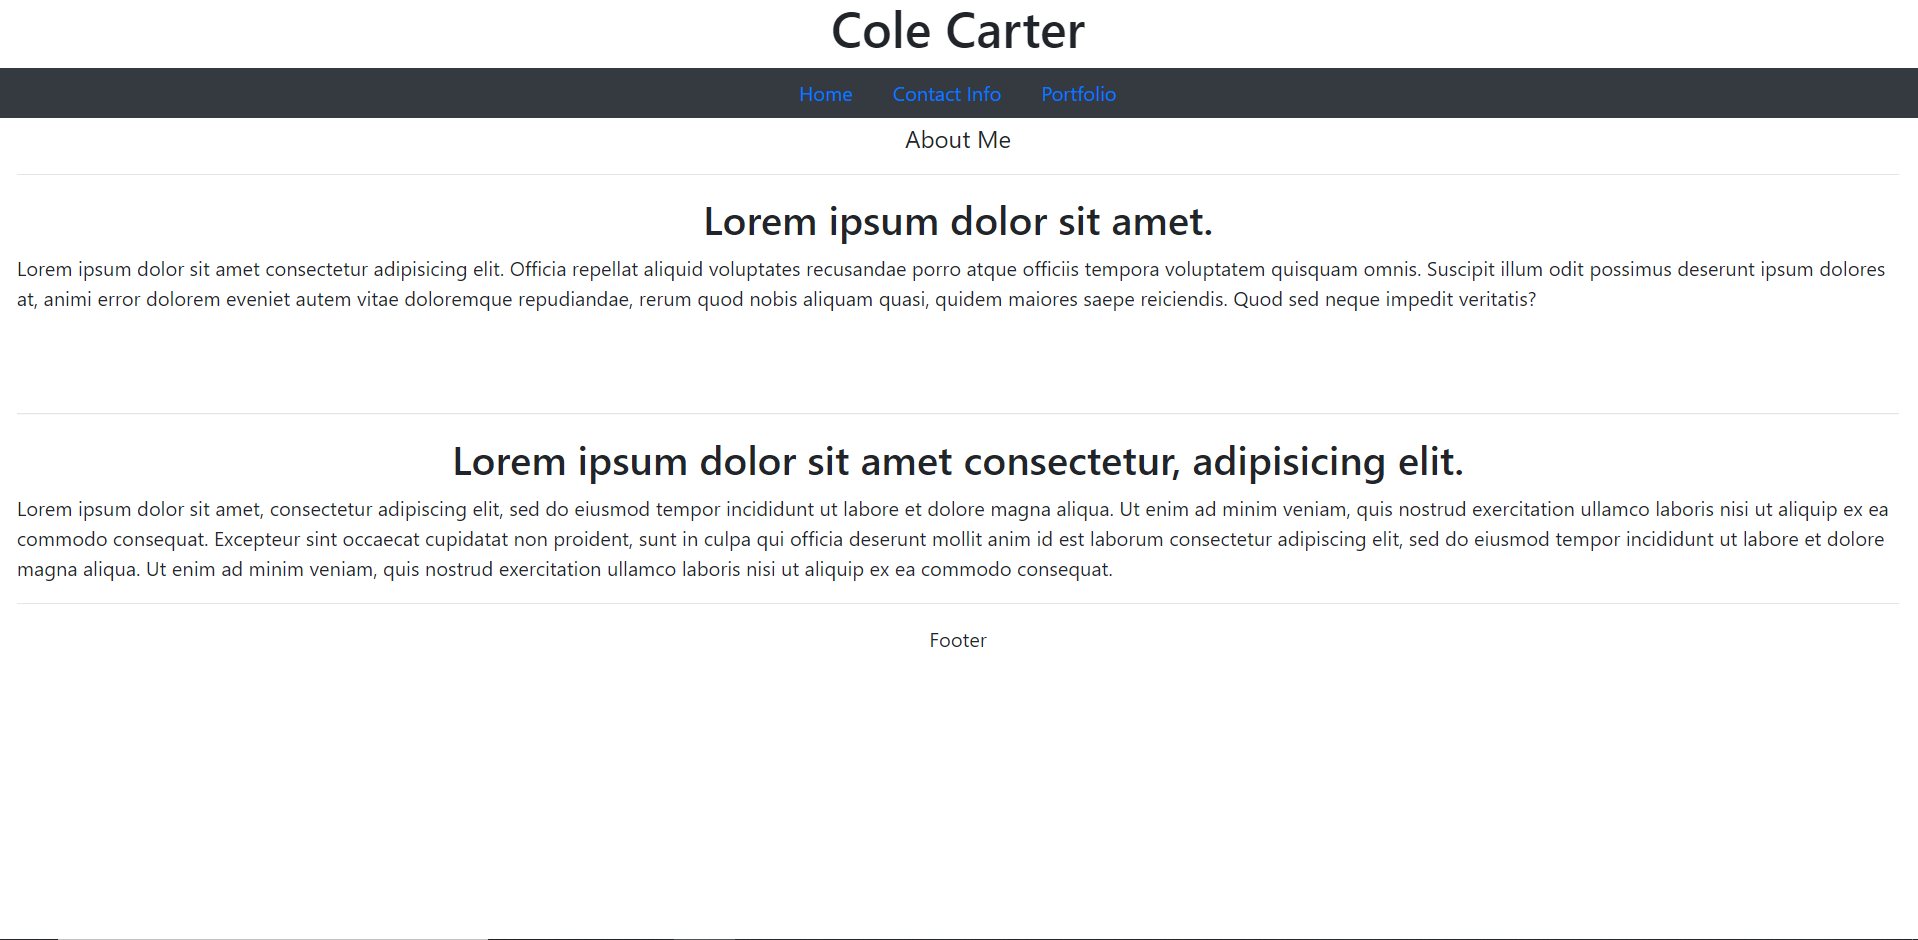 Cole Carter
Home Contact Info Portfolio
About Me
Lorem ipsum dolor sit amet.
Lorem ipsum dolor sit amet consectetur adipisicing elit. Officia repellat aliquid voluptates recusandae porro atque officiis tempora voluptatem quisquam omnis. Suscipit illum odit possimus deserunt ipsum dolores
at, animi error dolorem eveniet autem vitae doloremque repudiandae, rerum quod nobis aliquam quasi, quidem maiores saepe reiciendis. Quod sed neque impedit veritatis?
Lorem ipsum dolor sit amet consectetur, adipisicing elit.
Lorem ipsum dolor sit amet, consectetur adipiscing elit, sed do eiusmod tempor incididunt ut labore et dolore magna aliqua. Ut enim ad minim veniam, quis nostrud exercitation ullamco laboris nisi ut aliquip ex ea
commodo consequat. Excepteur sint occaecat cupidatat non proident, sunt in culpa qui officia deserunt mollit anim id est laborum consectetur adipiscing elit, sed do eiusmod tempor incididunt ut labore et dolore
magna aliqua. Ut enim ad minim veniam, quis nostrud exercitation ullamco laboris nisi ut aliquip ex ea commodo consequat.
Footer